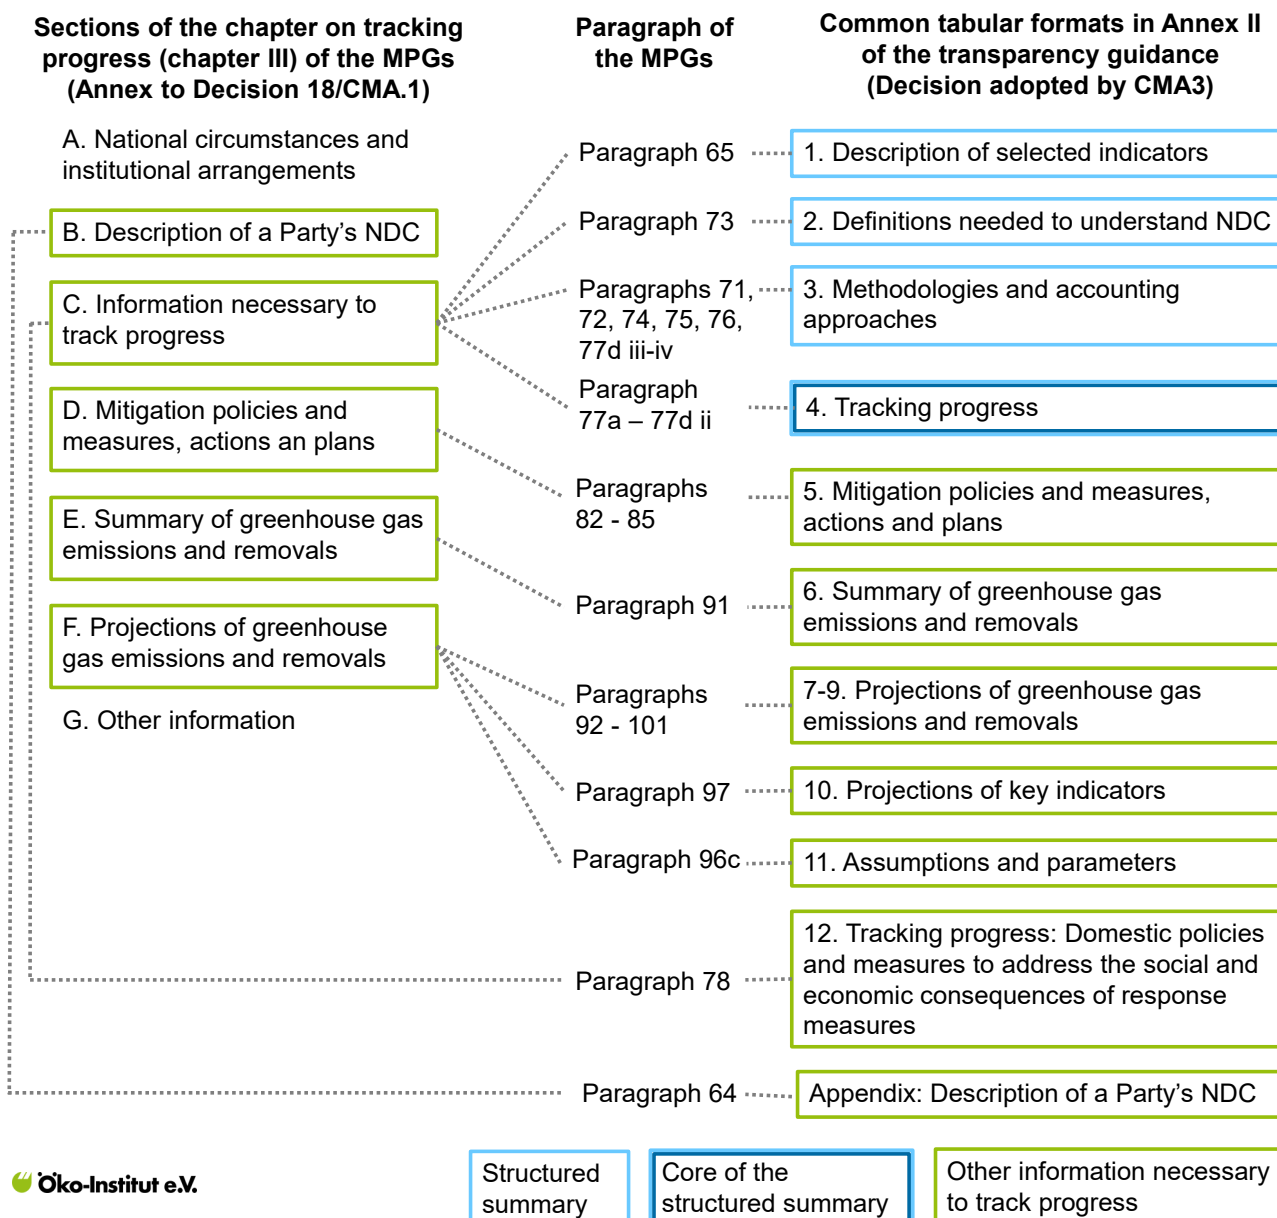 Sections of the chapter on tracking
progress (chapter III) of the MPGs
(Annex to Decision 18/CMA.1)
A. National circumstances and
institutional arrangements
B. Description of a Party's NDC
C. Information necessary to
track progress
D. Mitigation policies and
measures, actions an plans
E. Summary of greenhouse gas
emissions and removals
F. Projections of greenhouse
gas emissions and removals
G. Other information
Paragraph of
the MPGs
Paragraph 65
Paragraph 73
Paragraphs 71,
72, 74, 75, 76,
77d iii-iv
Paragraph
77a – 77d ii
Paragraphs
82 - 85
Paragraph 91
Paragraphs
92 - 101
Paragraph 97
Paragraph 96c
Paragraph 78
Paragraph 64
Common tabular formats in Annex II
of the transparency guidance
(Decision adopted by CMA3)
1. Description of selected indicators
2. Definitions needed to understand NDC
3. Methodologies and accounting
approaches
4. Tracking progress
5. Mitigation policies and measures,
actions and plans
6. Summary of greenhouse gas
emissions and removals
7-9. Projections of greenhouse gas
emissions and removals
10. Projections of key indicators
11. Assumptions and parameters
12. Tracking progress: Domestic policies
and measures to address the social and
economic consequences of response
measures
Appendix: Description of a Party's NDC
Öko-Institut e.V.
Structured
summary
Core of the
structured summary
Other information necessary
to track progress